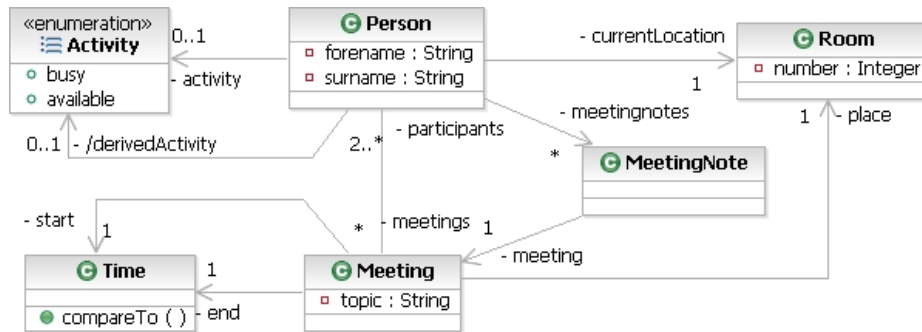 «enumeration»
Activity
busy
available
0..1
- activity
Person
forename : String
surname : String
- currentLocation
1
Room
number : Integer
0..1 - /derivedActivity
2..*
- participants
- meetingnotes
*
1 - place
MeetingNote
- start
1
* - meetings
1
- meeting
Time
compareTo ( )
1
- end
Meeting
topic : String